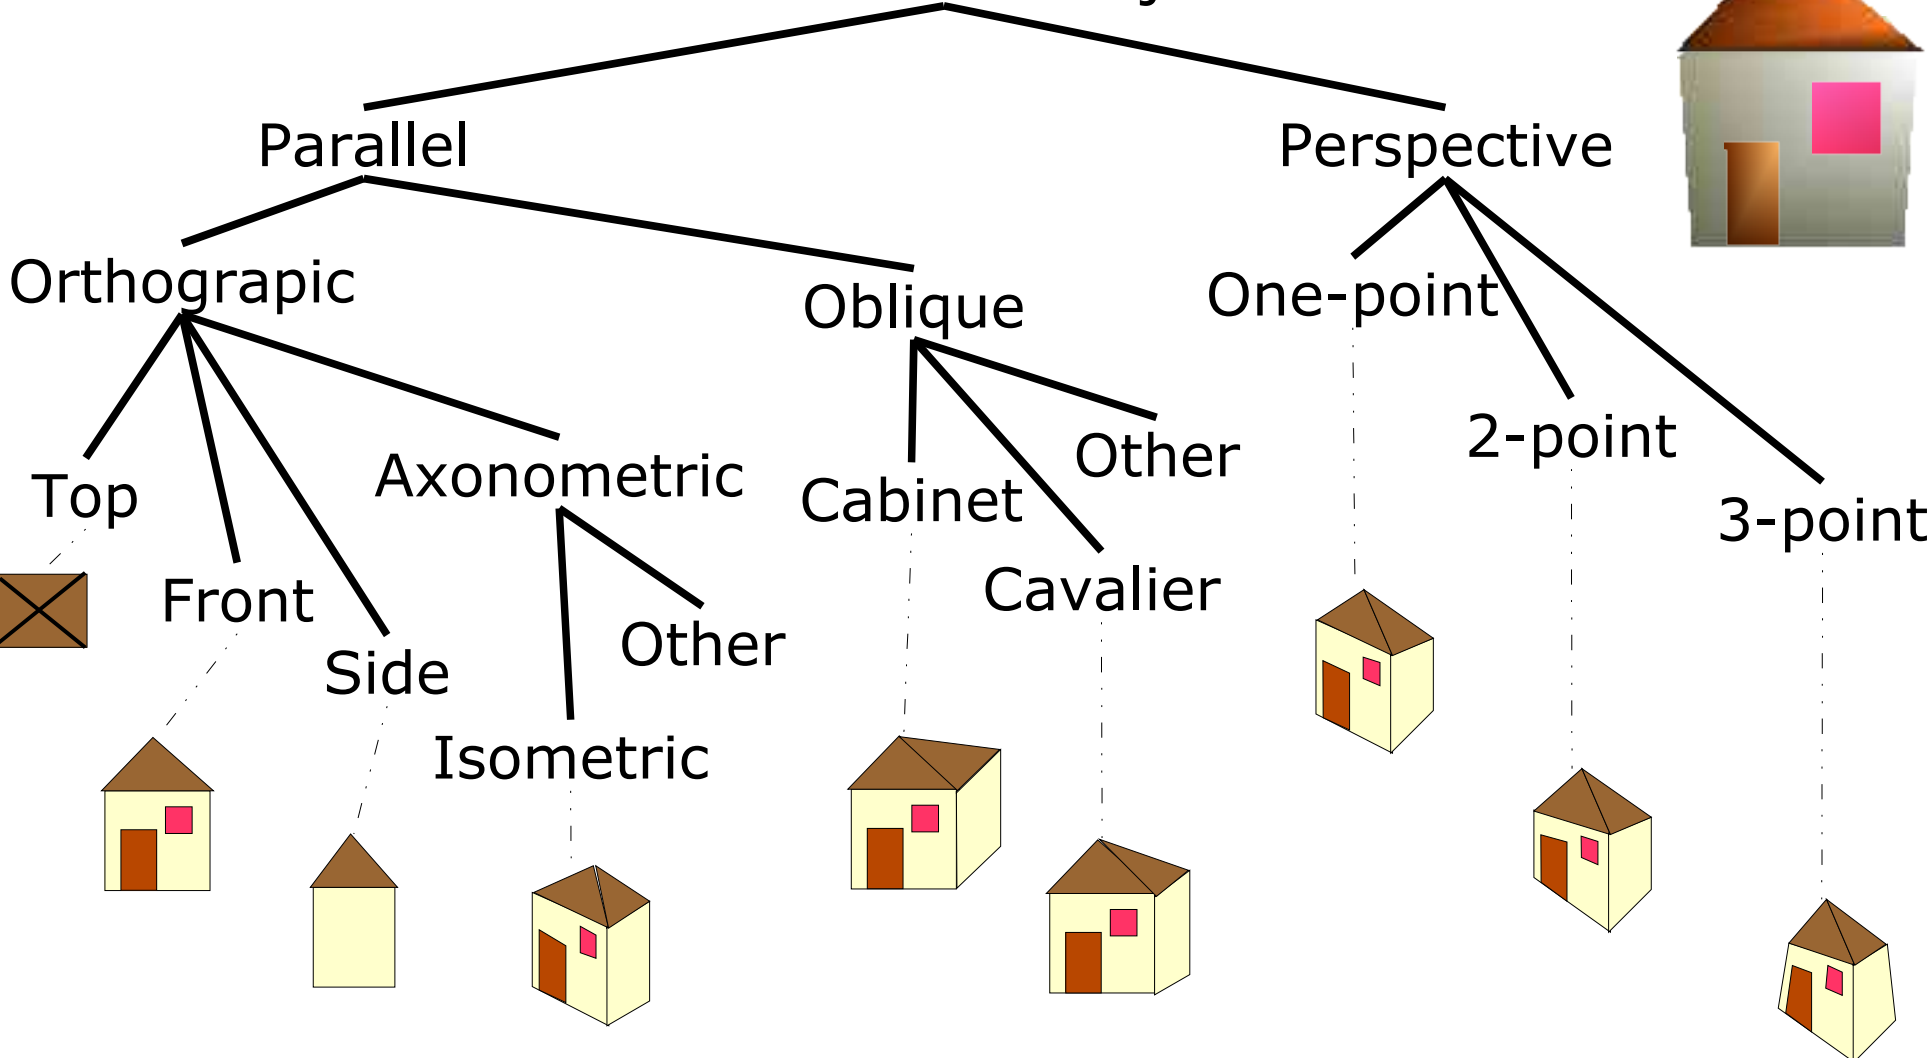 Parallel
Perspective
Orthograpic
Oblique
One-point
Top
Front
Side
Axonometric
Isometric
Other
Cabinet
Cavalier
Other
2-point
3-point